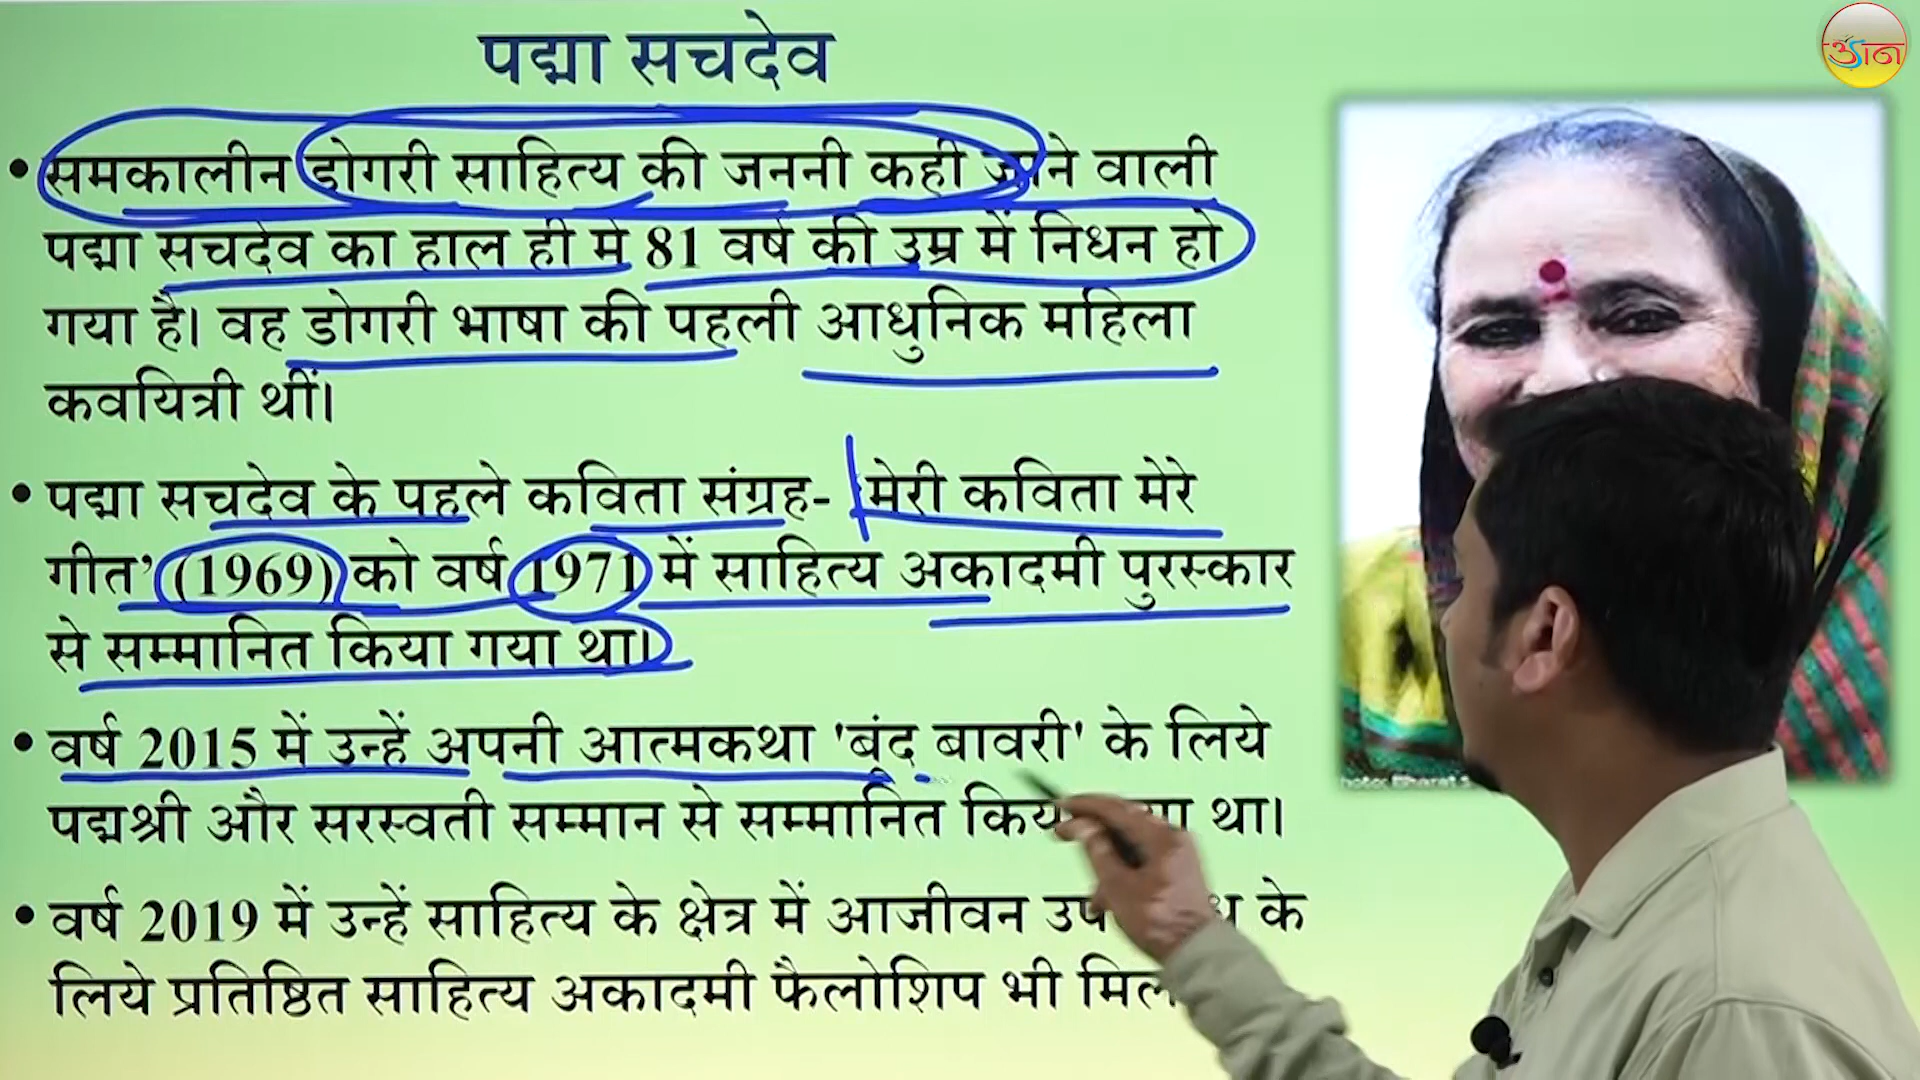 उड़ान
पद्मा सचदेव
• समकालीन डोगरी साहित्य की जननी कही जाने वाली
पद्मा सचदेव का हाल ही में 81 वर्ष की उम्र में निधन हो
गया है। वह डोगरी भाषा की पहली आधुनिक महिला
कवयित्री थीं।
• पद्मा सचदेव के पहले कविता संग्रह- मेरी कविता मेरे
गीत’ (1969) को वर्ष 1971 में साहित्य अकादमी पुरस्कार
से सम्मानित किया गया था।
• वर्ष 2015 में उन्हें अपनी आत्मकथा 'बूंद बावरी' के लिये
पद्मश्री और सरस्वती सम्मान से सम्मानित था।
• वर्ष 2019 में उन्हें साहित्य के क्षेत्र में आजीवन के
लिये प्रतिष्ठित साहित्य अकादमी फैलोशिप भी